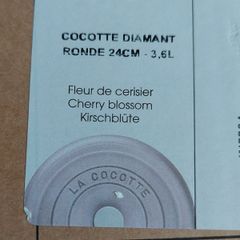 COCOTTE DIAMANT
RONDE 24CM - 3,6L
Fleur de cerisier
Cherry blossom
Kirschblüte
LA COCOTTE